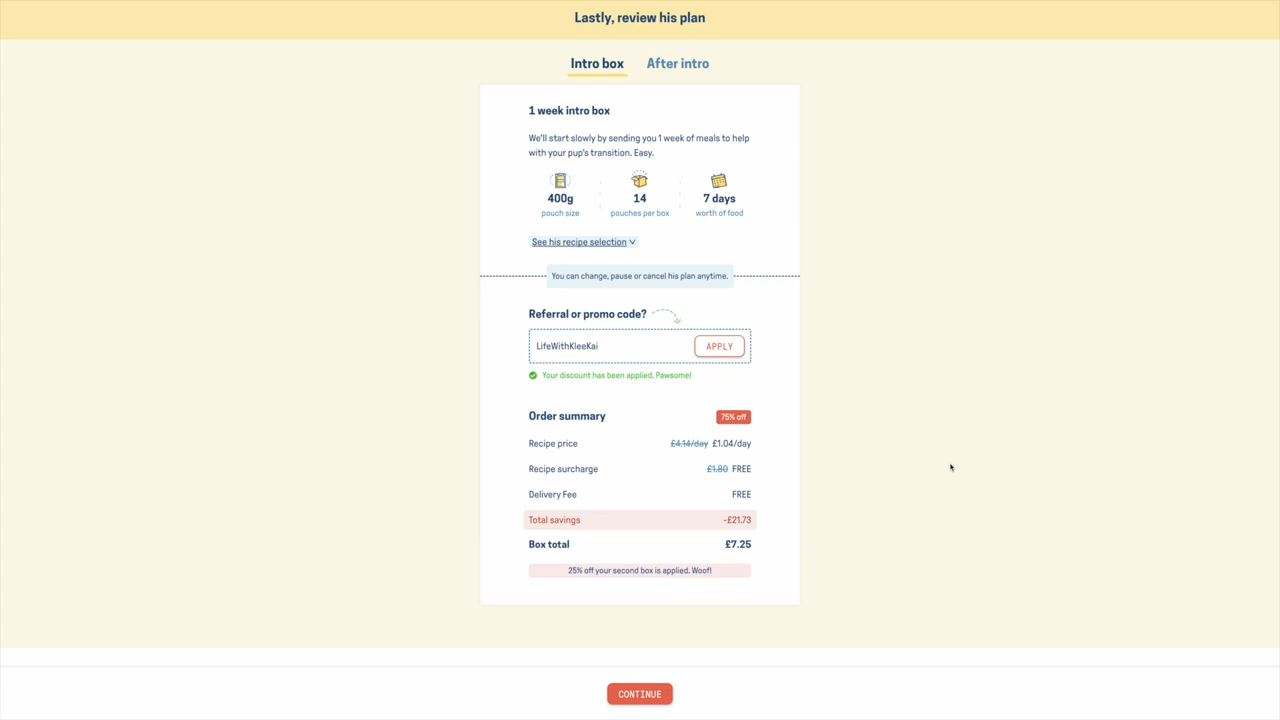 Lastly, review his plan
Intro box
After intro
1 week intro box
We'll start slowly by sending you 1 week of meals to help
with your pup's transition. Easy.
400g
14
7 days
pouch size
pouches per box
worth of food
See his recipe selection
You can change, pause or cancel his plan anytime.
Referral or promo code?
LifeWithKleeKai
APPLY
Your discount has been applied. Pawsome!
Order summary
75% off
Recipe price
£4.14/day £1.04/day
Recipe surcharge
£1.80 FREE
Delivery Fee
FREE
Total savings
-£21.73
Box total
£7.25
25% off your second box is applied. Woof!
CONTINUE